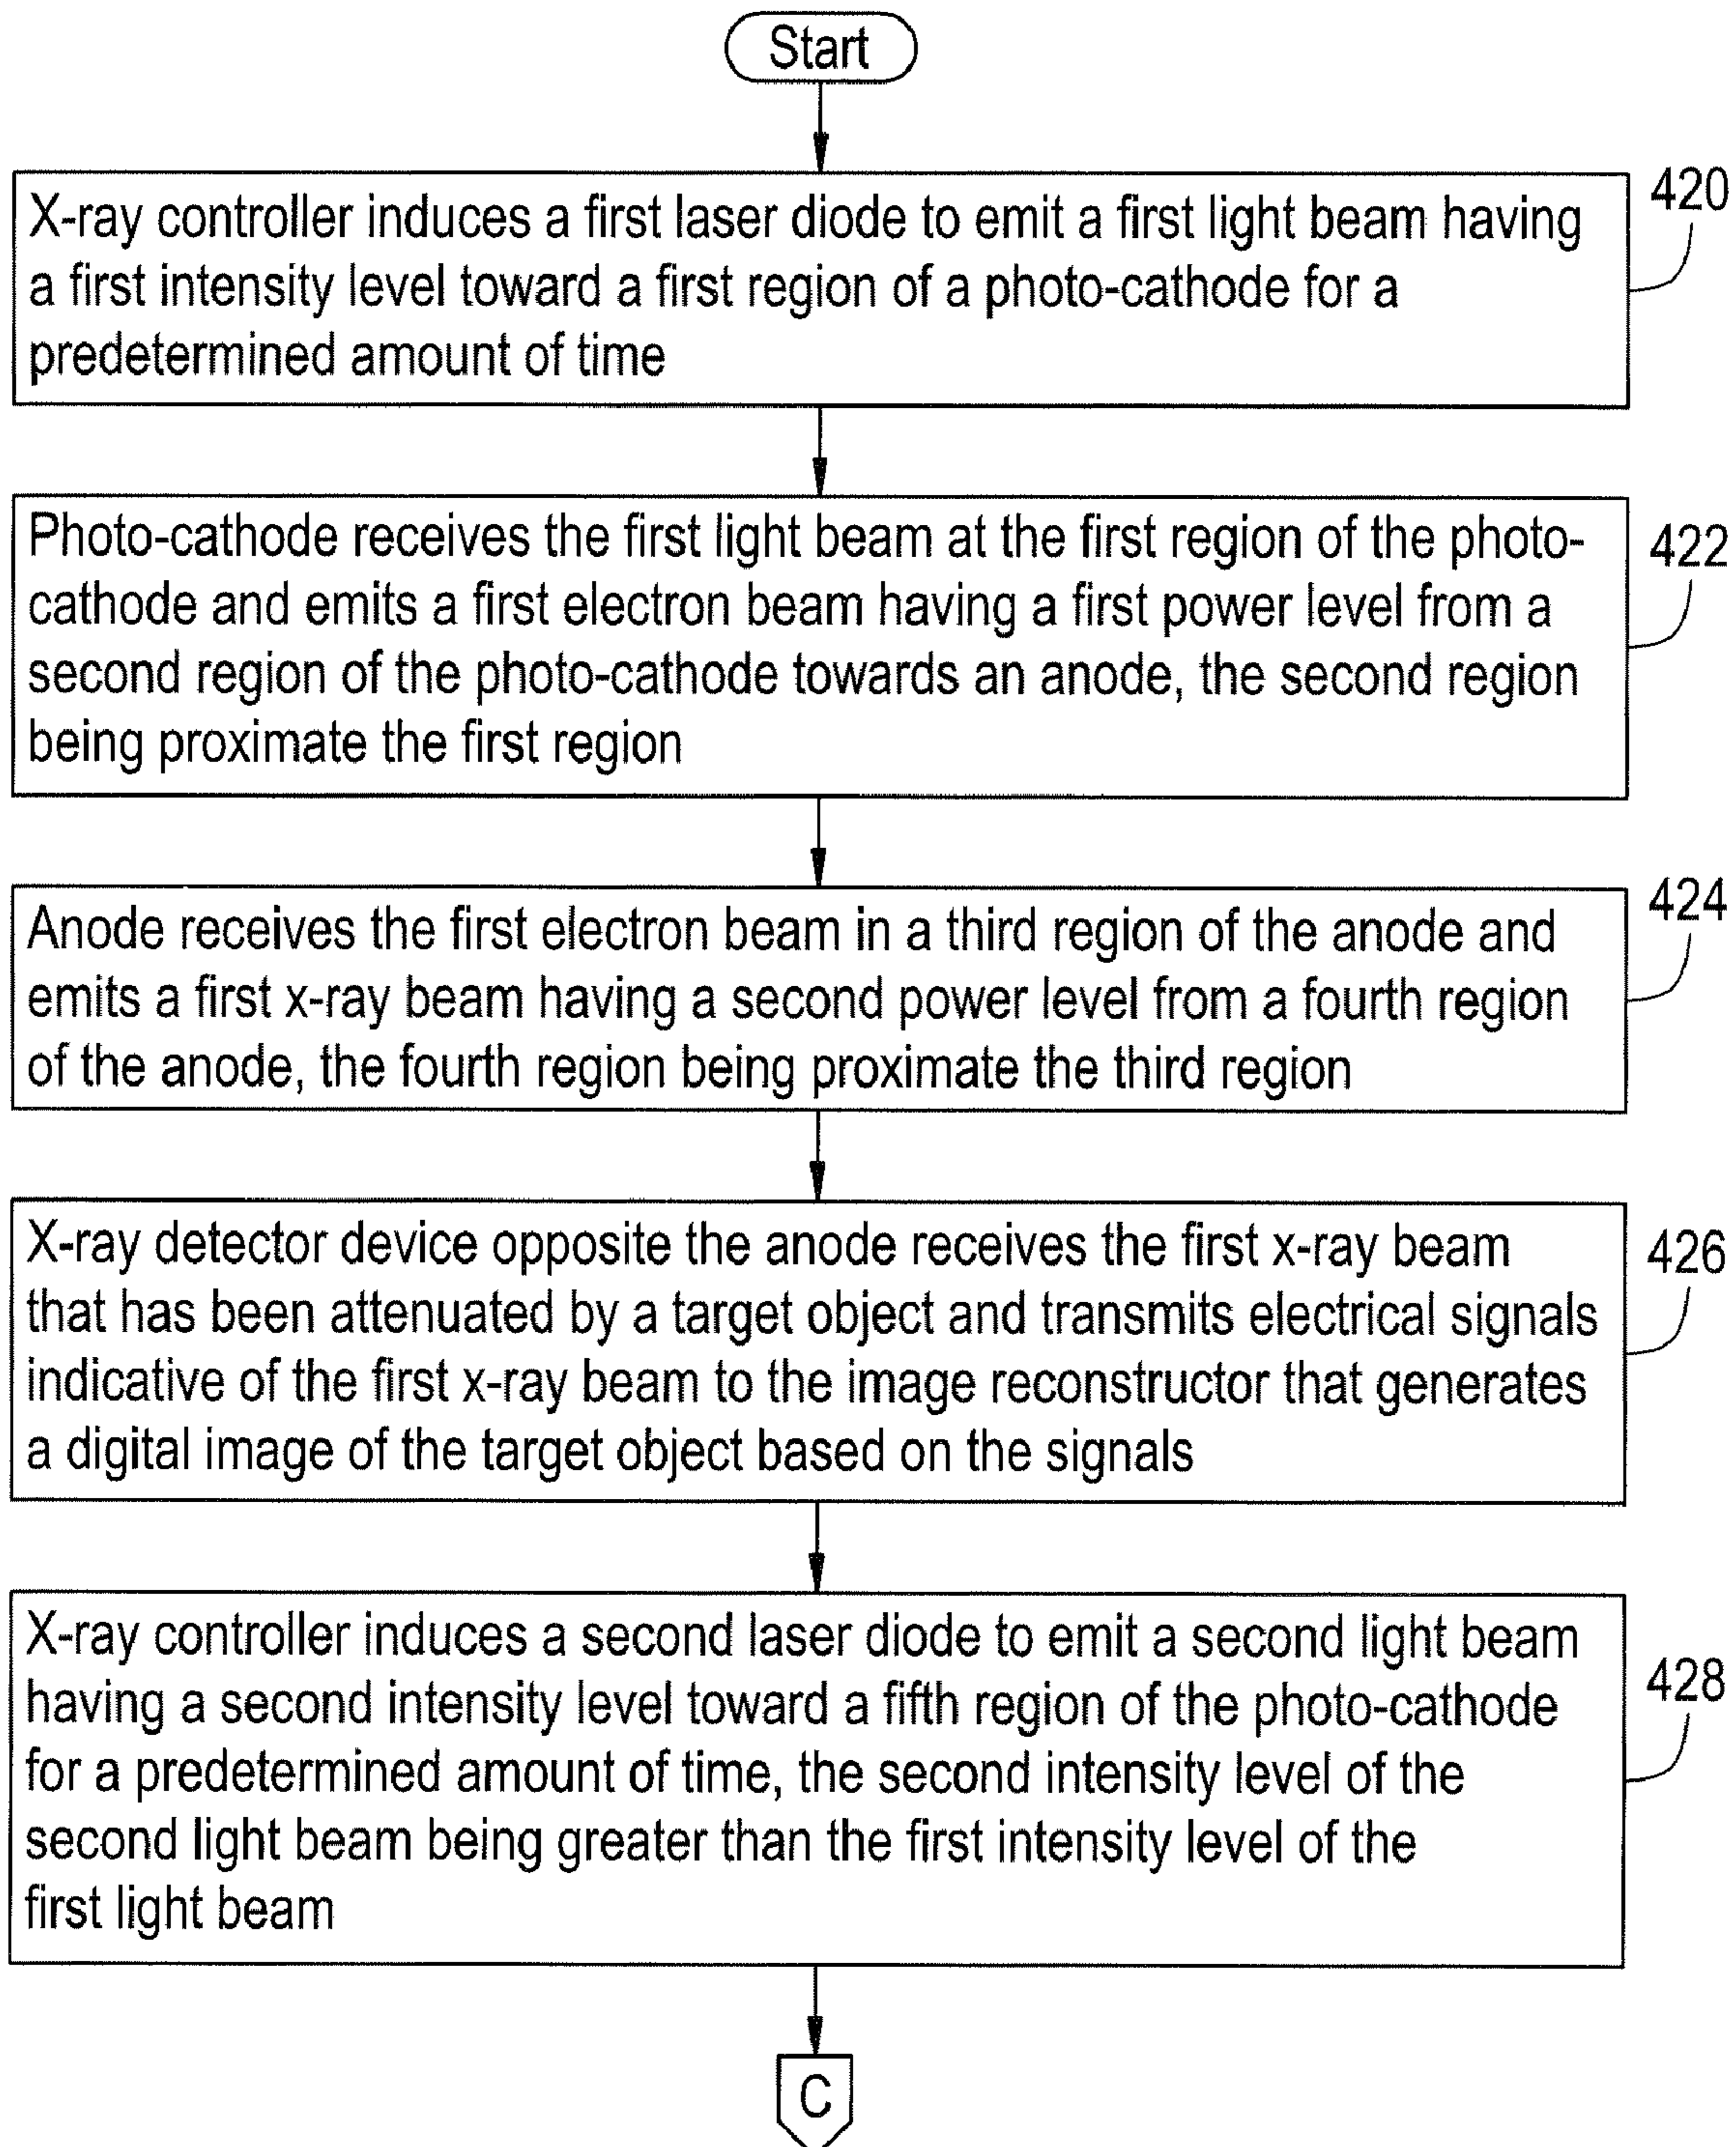 Start
X-ray controller induces a first laser diode to emit a first light beam having
a first intensity level toward a first region of a photo-cathode for a
predetermined amount of time
420
Photo-cathode receives the first light beam at the first region of the photo-
cathode and emits a first electron beam having a first power level from a
second region of the photo-cathode towards an anode, the second region
being proximate the first region
422
Anode receives the first electron beam in a third region of the anode and
emits a first x-ray beam having a second power level from a fourth region
of the anode, the fourth region being proximate the third region
424
X-ray detector device opposite the anode receives the first x-ray beam
that has been attenuated by a target object and transmits electrical signals
indicative of the first x-ray beam to the image reconstructor that generates
a digital image of the target object based on the signals
426
X-ray controller induces a second laser diode to emit a second light beam
having a second intensity level toward a fifth region of the photo-cathode
for a predetermined amount of time, the second intensity level of the
second light beam being greater than the first intensity level of the
first light beam
428
C